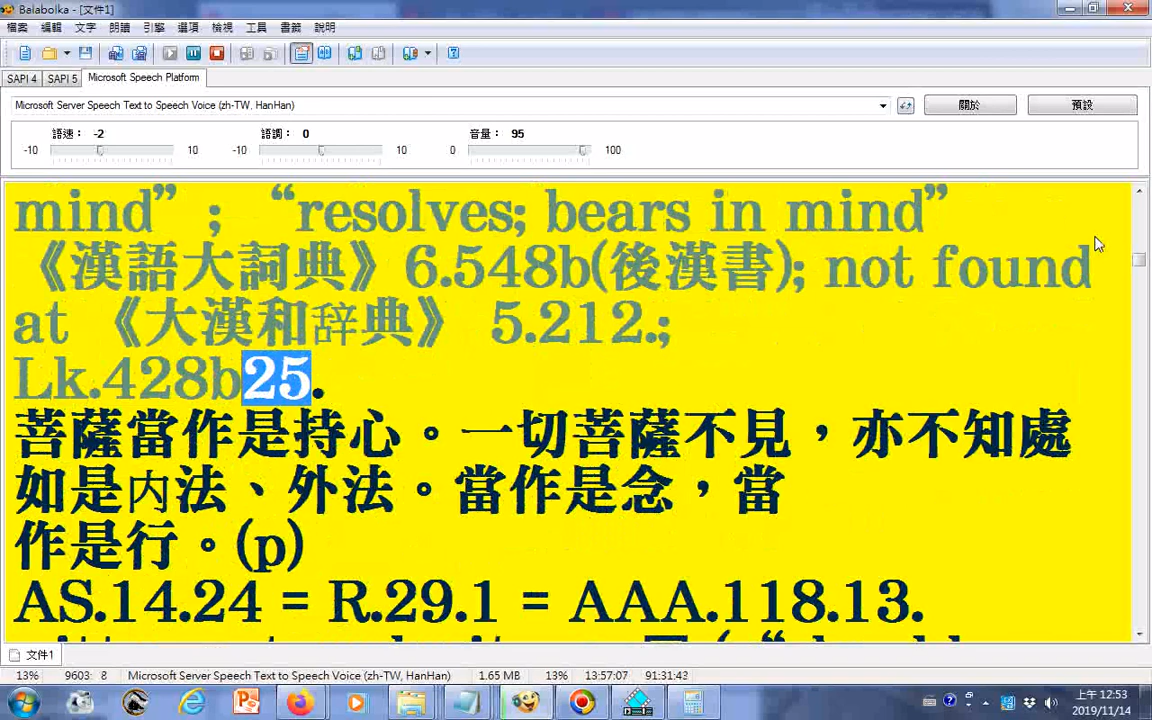 Balabolka - [文件1]
檔案 編輯 文字 朗讀 引擎 選項 檢視 工具 書籤 說明
SAPI 4 SAPI 5 Microsoft Speech Platform
Microsoft Server Speech Text to Speech Voice (zh-TW, HanHan) 關於 預設
語速： -2 語調： 0 音量： 95
-10 10 -10 10 0 100
mind”; “resolves; bears in mind”
《漢語大詞典》6.548b(後漢書); not found
at 《大漢和辞典》 5.212.;
Lk.428b25.
菩薩當作是持心。一切菩薩不見，亦不知處
如是内法、外法。當作是念，當
作是行。(p)
AS.14.24 = R.29.1 = AAA.118.13.
文件1
13% 9603: 8 Microsoft Server Speech Text to Speech Voice (zh-TW, HanHan) 1.65 MB 13% 13:57:07 91:31:42
上午 12:53
2019/11/14